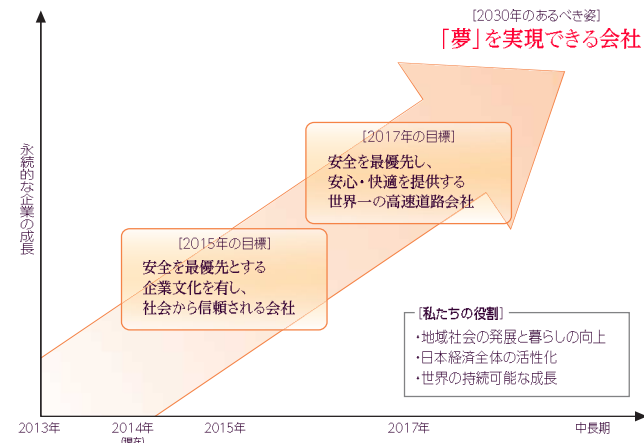 [2030年のあるべき姿]
「夢」を実現できる会社
永続的な企業の成長
[2017年の目標]
安全を最優先し、
安心・快適を提供する
世界一の高速道路会社
[2015年の目標]
安全を最優先とする
企業文化を有し、
社会から信頼される会社
[私たちの役割]
・地域社会の発展と暮らしの向上
・日本経済全体の活性化
・世界の持続可能な成長
2013年 2014年 2015年 2017年 中長期
(現在)